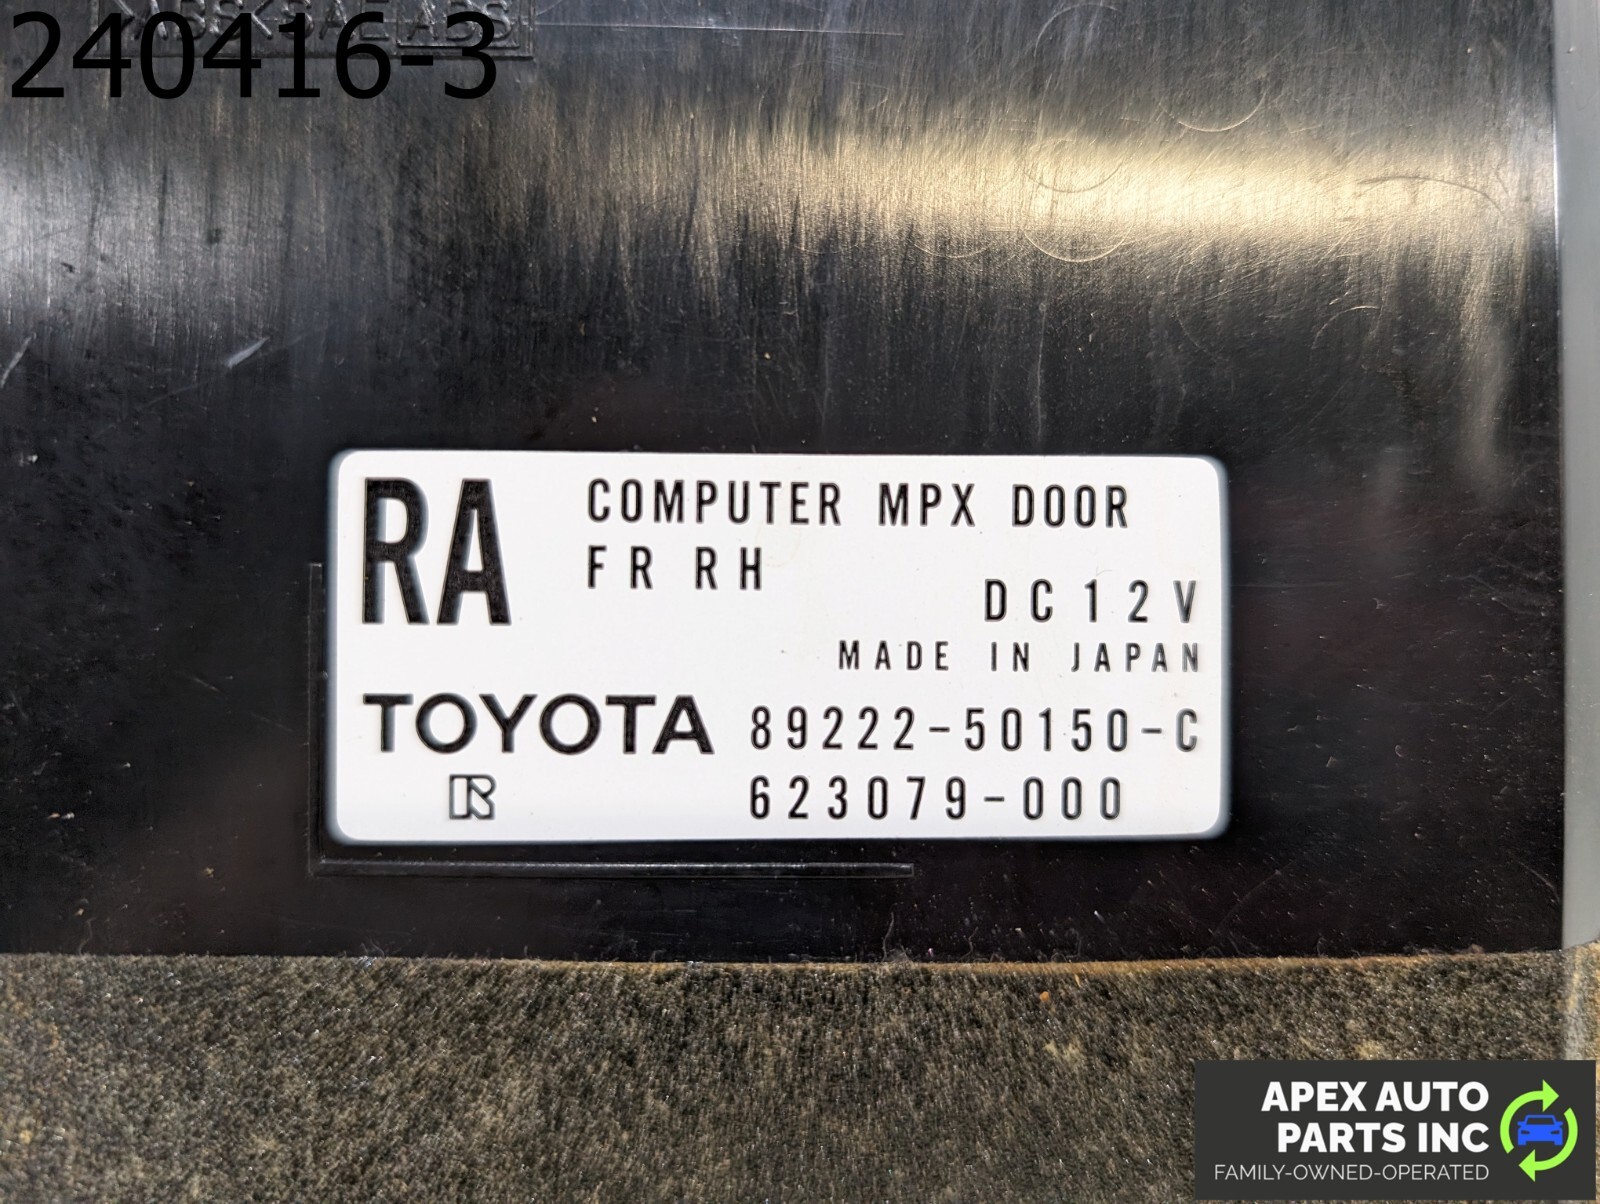 240416-3
RA
COMPUTER MPX DOOR
FR RH
DC12V
MADE IN JAPAN
TOYOTA 89222-50150-C
R 623079-000
APEX AUTO
PARTS INC
FAMILY-OWNED-OPERATED